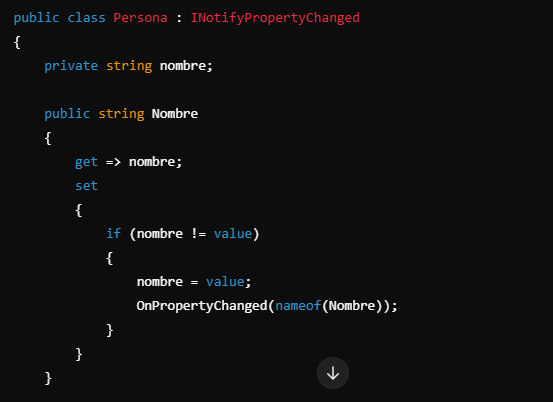 public class Persona : INotifyPropertyChanged
{
    private string nombre;

    public string Nombre
    {
        get => nombre;
        set
        {
            if (nombre != value)
            {
                nombre = value;
                OnPropertyChanged(nameof(Nombre));
            }
        }
    }